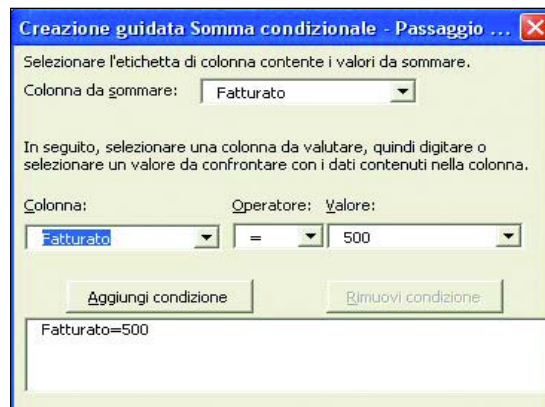 Creazione guidata Somma condizionale - Passaggio ...
Selezionare l'etichetta di colonna contente i valori da sommare.
Colonna da sommare: Fatturato
In seguito, selezionare una colonna da valutare, quindi digitare o
selezionare un valore da confrontare con i dati contenuti nella colonna.
Colonna: Operatore: Valore:
Fatturato = 500
Aggiungi condizione Rimuovi condizione
Fatturato=500